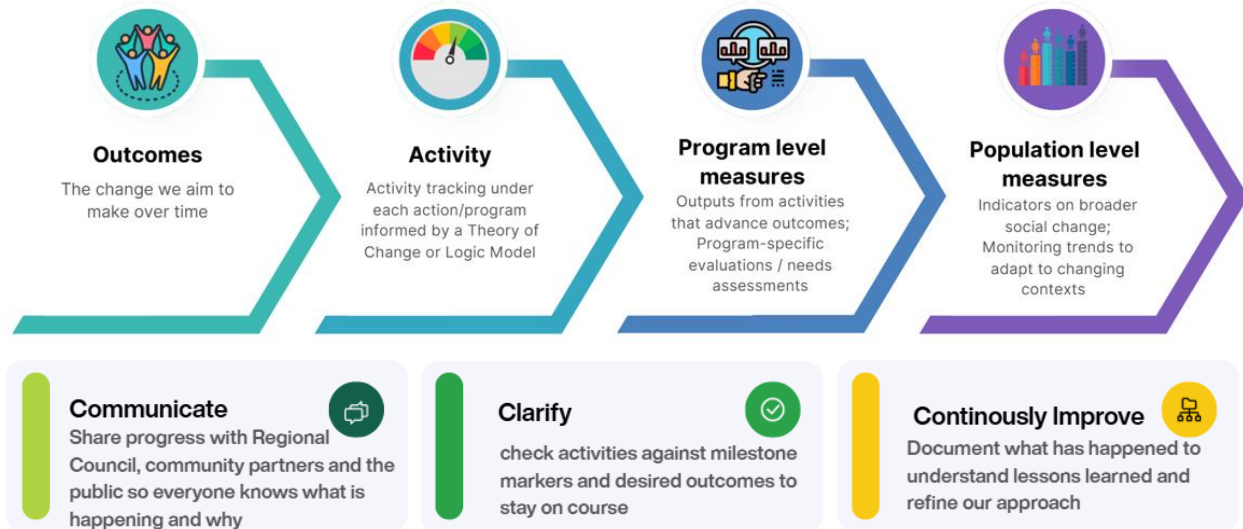 Outcomes
The change we aim to
make over time
Activity
Activity tracking under
each action/program
informed by a Theory of
Change or Logic Model
Program level
measures
Outputs from activities
that advance outcomes;
Program-specific
evaluations / needs
assessments
Population level
measures
Indicators on broader
social change;
Monitoring trends to
adapt to changing
contexts
Communicate
Share progress with Regional
Council, community partners and the
public so everyone knows what is
happening and why
Clarify
check activities against milestone
markers and desired outcomes to
stay on course
Continously Improve
Document what has happened to
understand lessons learned and
refine our approach